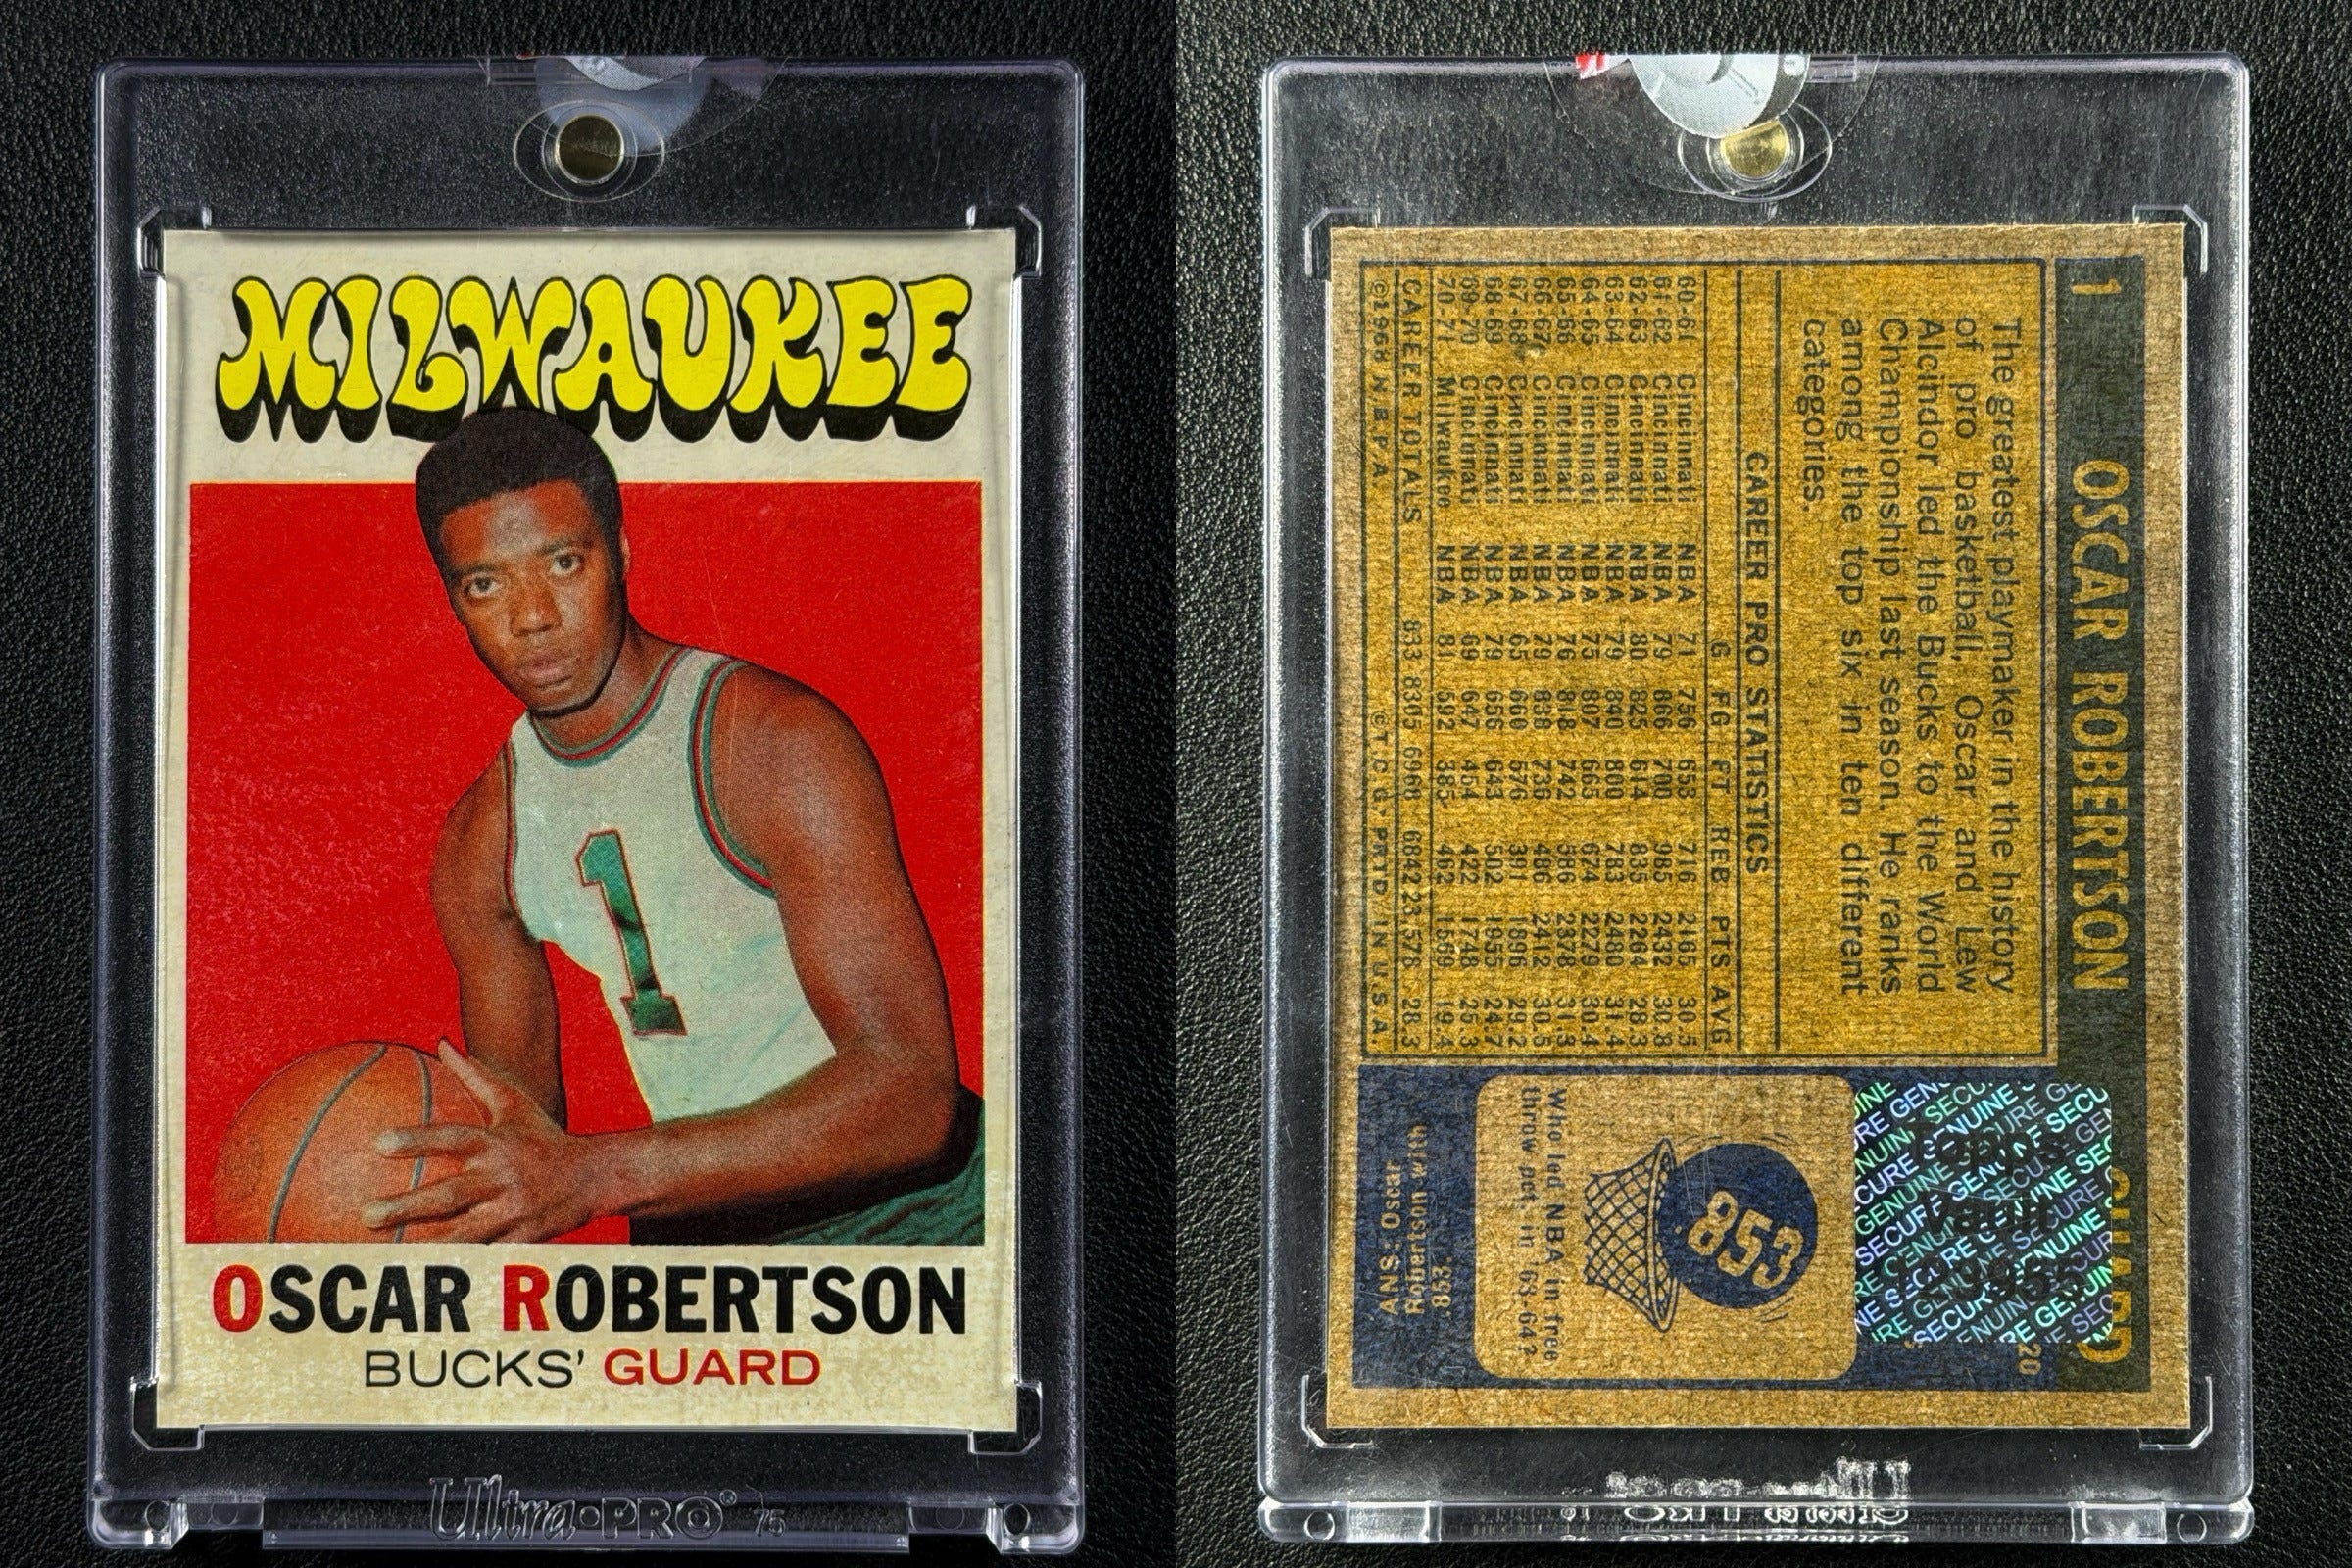 MILWAUKEE
1
OSCAR ROBERTSON
BUCKS' GUARD
Ultra•PRO® 75
1 OSCAR ROBERTSON GUARD
The greatest playmaker in the history
of pro basketball, Oscar and Lew
Alcindor led the Bucks to the World
Championship last season. He ranks
among the top six in ten different
categories.
CAREER PRO STATISTICS
G FG FT REB PTS AVG
60-61 Cincinnati NBA 71 756 653 716 2165 30.5
61-62 Cincinnati NBA 79 866 700 985 2432 30.8
62-63 Cincinnati NBA 80 825 614 835 2264 28.3
63-64 Cincinnati NBA 79 840 800 783 2480 31.4
64-65 Cincinnati NBA 75 807 665 674 2279 30.4
65-66 Cincinnati NBA 76 818 742 586 2378 31.3
66-67 Cincinnati NBA 79 838 736 486 2412 30.5
67-68 Cincinnati NBA 65 660 576 391 1896 29.2
68-69 Cincinnati NBA 79 656 643 502 1955 24.7
69-70 Cincinnati NBA 69 647 454 422 1748 25.3
70-71 Milwaukee NBA 81 592 385 462 1569 19.4
CAREER TOTALS 833 8305 6968 6842 23578 28.3
©1968 N.B.P.A. ©T.C.G. PRTD IN U.S.A.
Topps
Vault
SECURE GENUINE
20
853
Who led NBA in free
throw pct. in '63-64?
ANS: Oscar
Robertson with
.853.